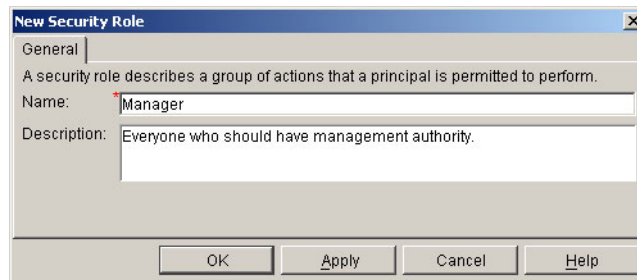 New Security Role
General
A security role describes a group of actions that a principal is permitted to perform.
Name: *Manager
Description: Everyone who should have management authority.
OK Apply Cancel Help